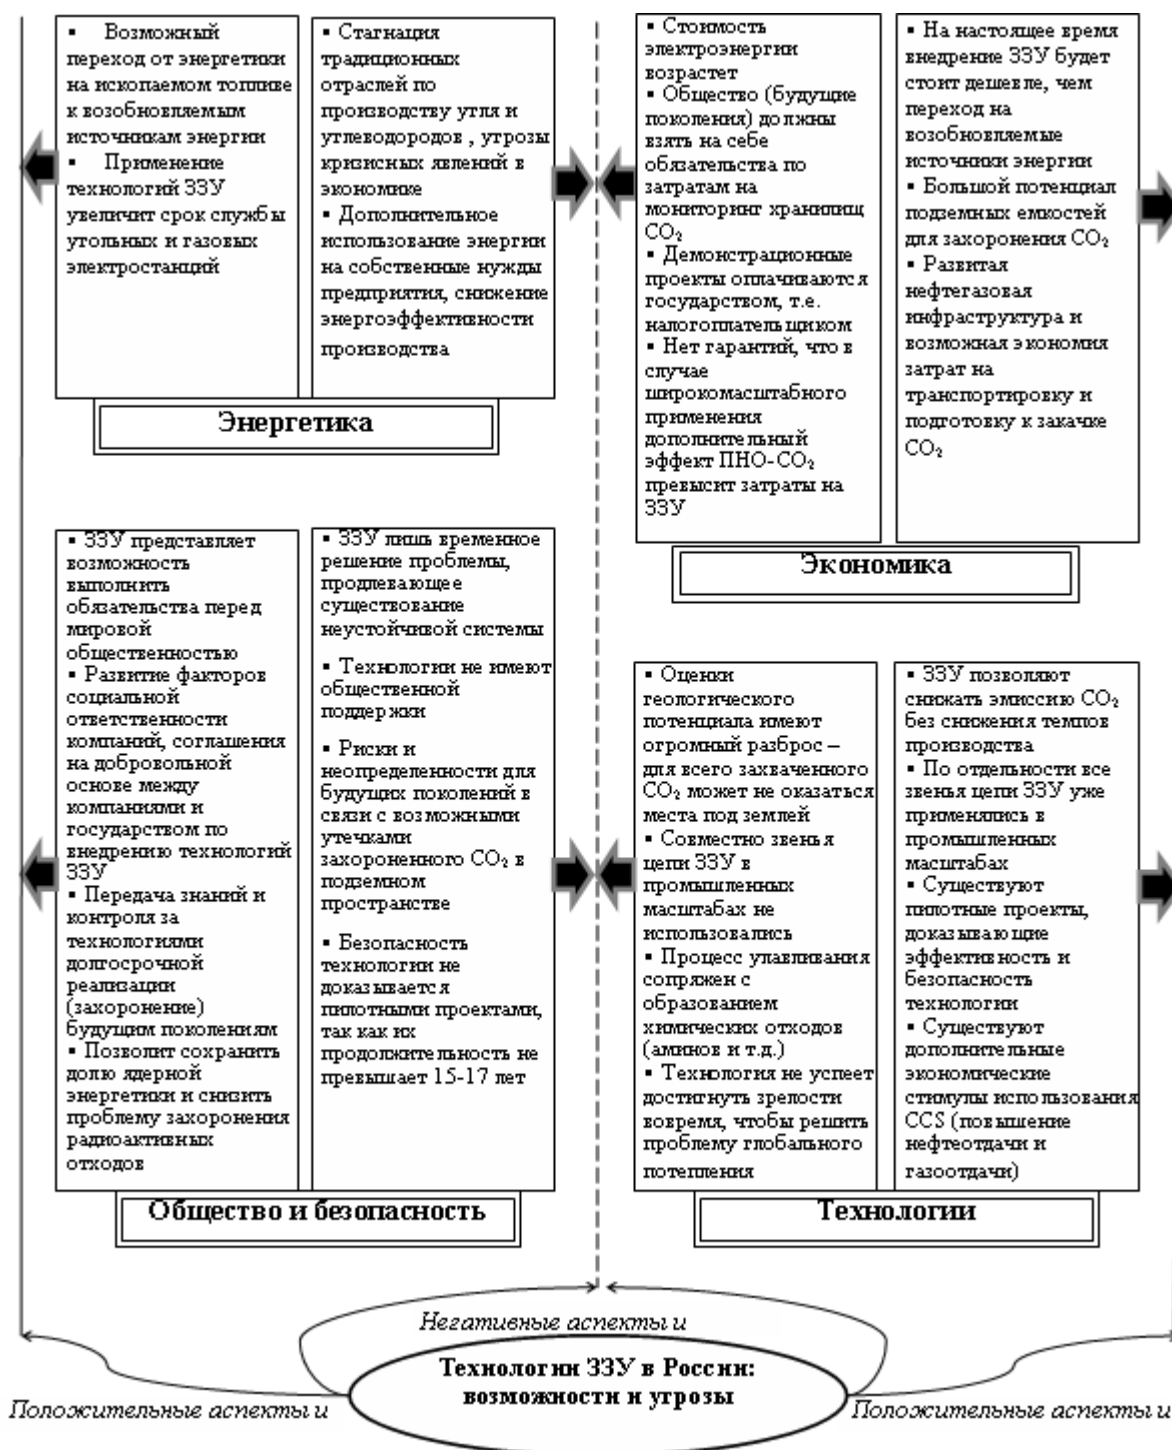 ▪ Возможный
переход от энергетики
на ископаемом топливе
к возобновляемым
источникам энергии
▪ Применение
технологий ЗЗУ
увеличит срок службы
угольных и газовых
электростанций
▪ Стагнация
традиционных
отраслей по
производству угля и
углеводородов , угрозы
кризисных явлений в
экономике
▪ Дополнительное
использование энергии
на собственные нужды
предприятия, снижение
энергоэффективности
производства
Энергетика
▪ Стоимость
электроэнергии
возрастет
▪ Общество (будущие
поколения) должны
взять на себе
обязательства по
затратам на
мониторинг хранилищ
CO₂
▪ Демонстрационные
проекты оплачиваются
государством, т.е.
налогоплательщиком
▪ Нет гарантий, что в
случае
широкомасштабного
применения
дополнительный
эффект ПНО-CO₂
превысит затраты на
ЗЗУ
▪ На настоящее время
внедрение ЗЗУ будет
стоит дешевле, чем
переход на
возобновляемые
источники энергии
▪ Большой потенциал
подземных емкостей
для захоронения CO₂
▪ Развитая
нефтегазовая
инфраструктура и
возможная экономия
затрат на
транспортировку и
подготовку к закачке
CO₂
Экономика
▪ ЗЗУ представляет
возможность
выполнить
обязательства перед
мировой
общественностью
▪ Развитие факторов
социальной
ответственности
компаний, соглашения
на добровольной
основе между
компаниями и
государством по
внедрению технологий
ЗЗУ
▪ Передача знаний и
контроля за
технологиями
долгосрочной
реализации
(захоронение)
будущим поколениям
▪ Позволит сохранить
долю ядерной
энергетики и снизить
проблему захоронения
радиоактивных
отходов
▪ ЗЗУ лишь временное
решение проблемы,
продлевающее
существование
неустойчивой системы
▪ Технологии не имеют
общественной
поддержки
▪ Риски и
неопределенности для
будущих поколений в
связи с возможными
утечками
захороненного CO₂ в
подземном
пространстве
▪ Безопасность
технологии не
доказывается
пилотными проектами,
так как их
продолжительность не
превышает 15-17 лет
Общество и безопасность
▪ Оценки
геологического
потенциала имеют
огромный разброс –
для всего захваченного
CO₂ может не оказаться
места под землей
▪ Совместно звенья
цепи ЗЗУ в
промышленных
масштабах не
использовались
▪ Процесс улавливания
сопряжен с
образованием
химических отходов
(аминов и т.д.)
▪ Технология не успеет
достигнуть зрелости
вовремя, чтобы решить
проблему глобального
потепления
▪ ЗЗУ позволяют
снижать эмиссию CO₂
без снижения темпов
производства
▪ По отдельности все
звенья цепи ЗЗУ уже
применялись в
промышленных
масштабах
▪ Существуют
пилотные проекты,
доказывающие
эффективность и
безопасность
технологии
▪ Существуют
дополнительные
экономические
стимулы использования
CCS (повышение
нефтеотдачи и
газоотдачи)
Технологии
Негативные аспекты и
Технологии ЗЗУ в России:
возможности и угрозы
Положительные аспекты и
Положительные аспекты и